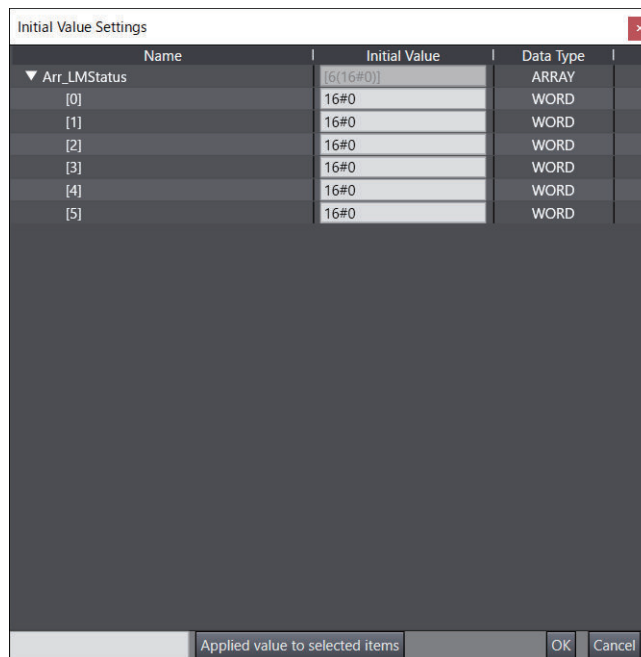 Initial Value Settings
Name Initial Value Data Type
Arr_LMStatus [6(16#0)] ARRAY
[0] 16#0 WORD
[1] 16#0 WORD
[2] 16#0 WORD
[3] 16#0 WORD
[4] 16#0 WORD
[5] 16#0 WORD
Applied value to selected items OK Cancel